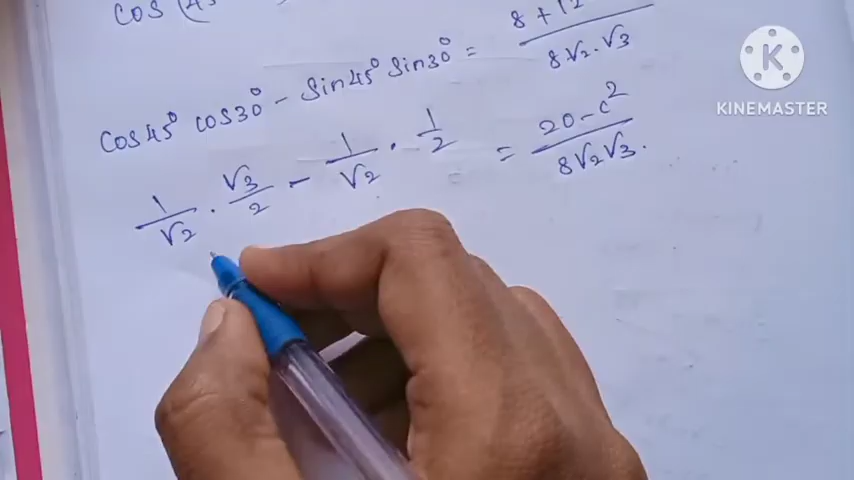 cos (45
cos45° cos30° - sin45° sin30° = 8 + 12 / 8√2.√3
1/√2 . √3/2 - 1/√2 . 1/2 = 20-c² / 8√2√3.
KINEMASTER